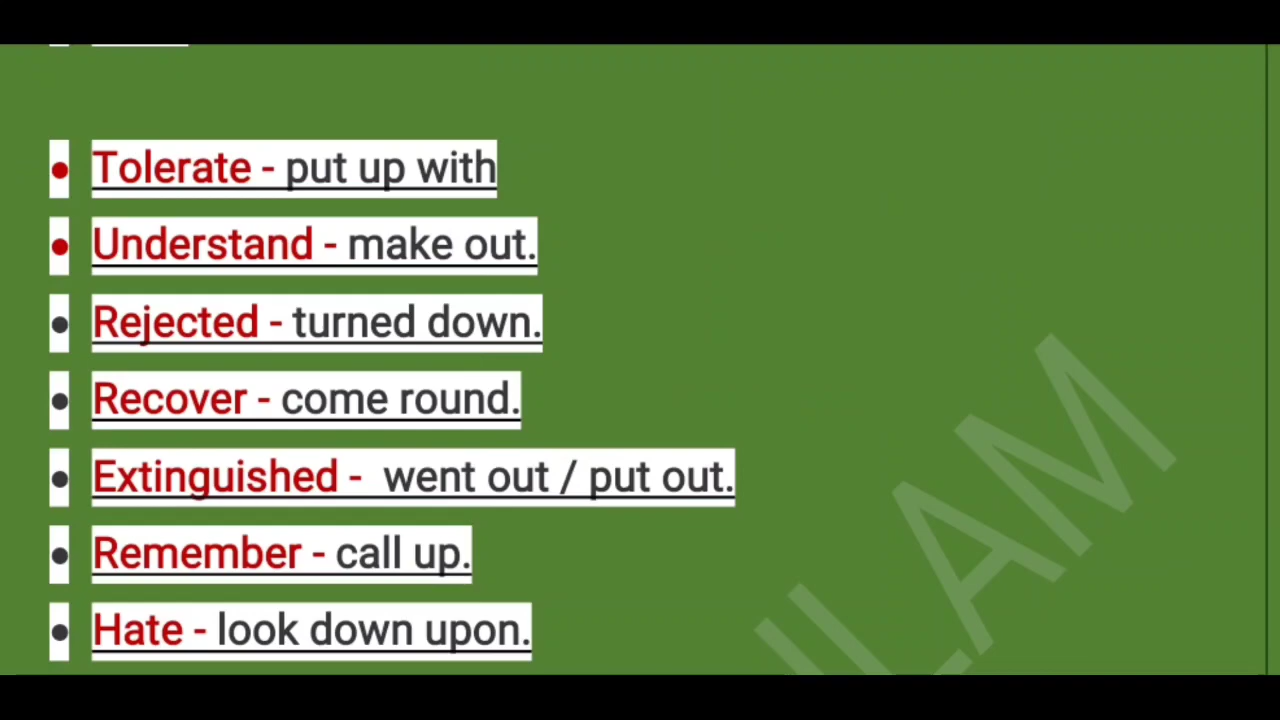 • Tolerate - put up with
• Understand - make out.
• Rejected - turned down.
• Recover - come round.
• Extinguished - went out / put out.
• Remember - call up.
• Hate - look down upon.